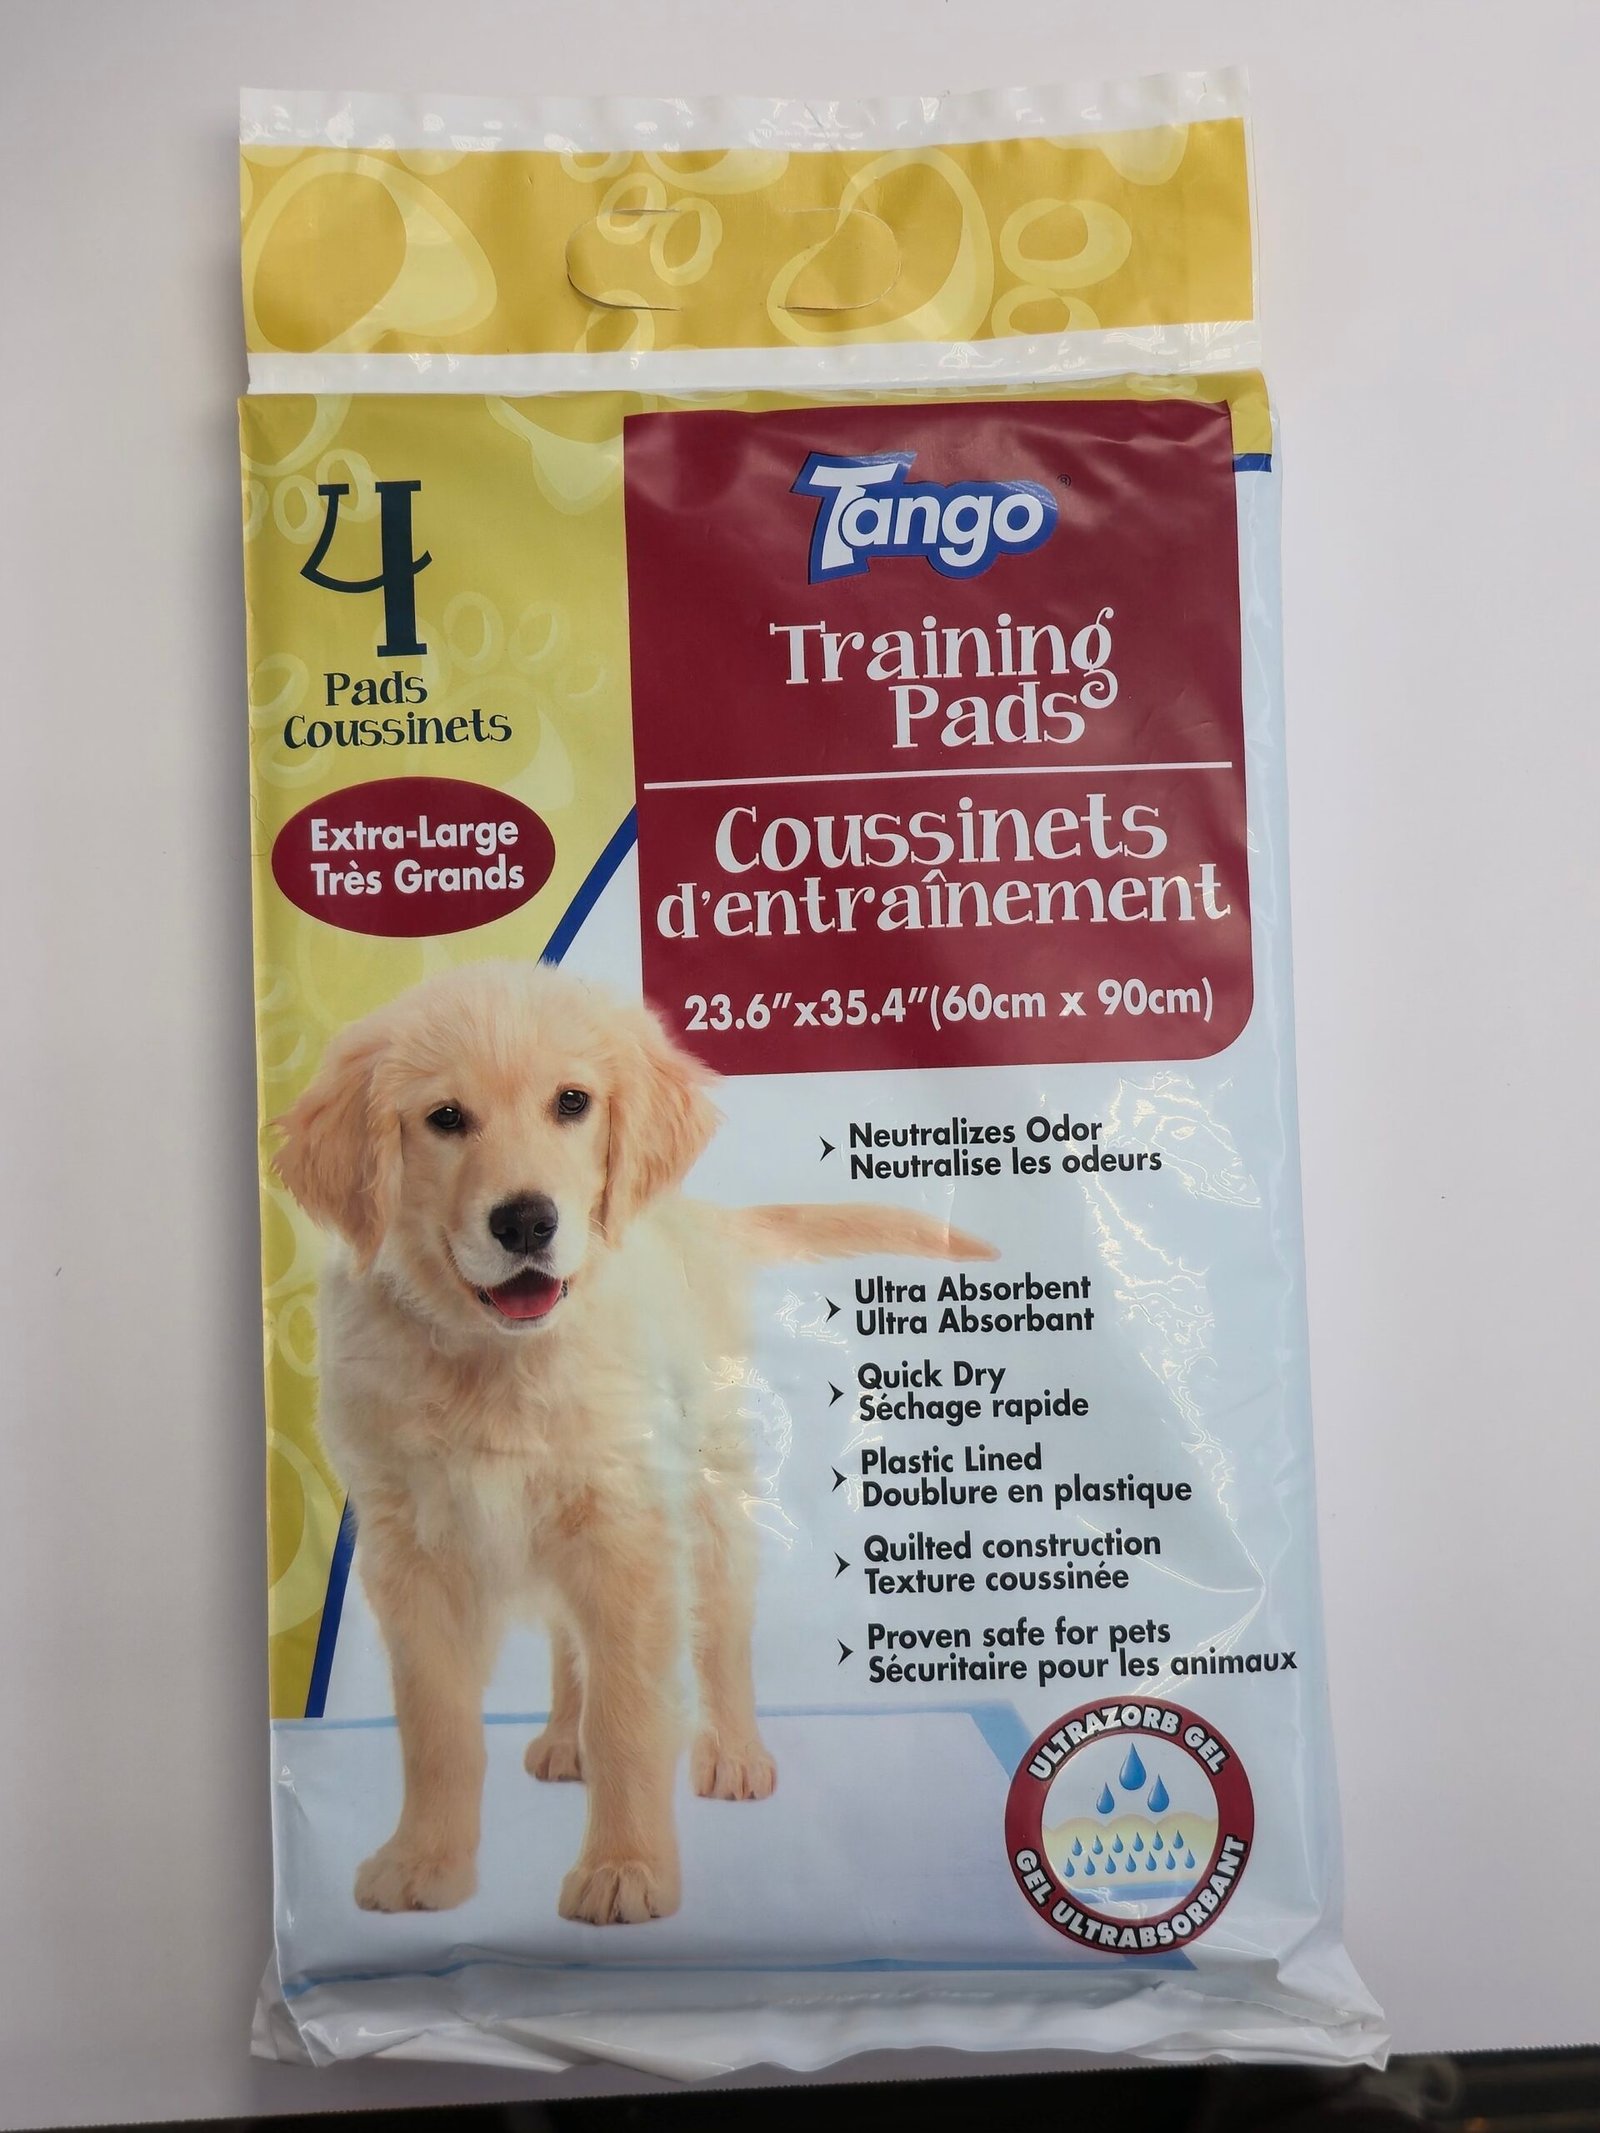 4
Pads
Coussinets
Extra-Large
Très Grands
Tango®
Training
Pads
Coussinets
d'entraînement
23.6"x35.4"(60cm x 90cm)
Neutralizes Odor
Neutralise les odeurs
Ultra Absorbent
Ultra Absorbant
Quick Dry
Séchage rapide
Plastic Lined
Doublure en plastique
Quilted construction
Texture coussinée
Proven safe for pets
Sécuritaire pour les animaux
ULTRAZORB GEL
GEL ULTRABSORBANT